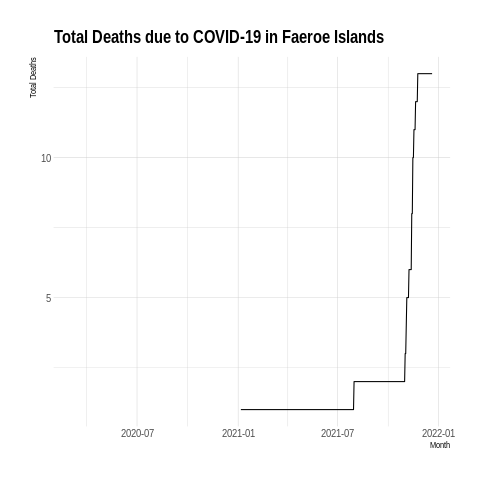 Total Deaths due to COVID-19 in Faeroe Islands
Total Deaths
10
5
2020-07 2021-01 2021-07 2022-01
Month